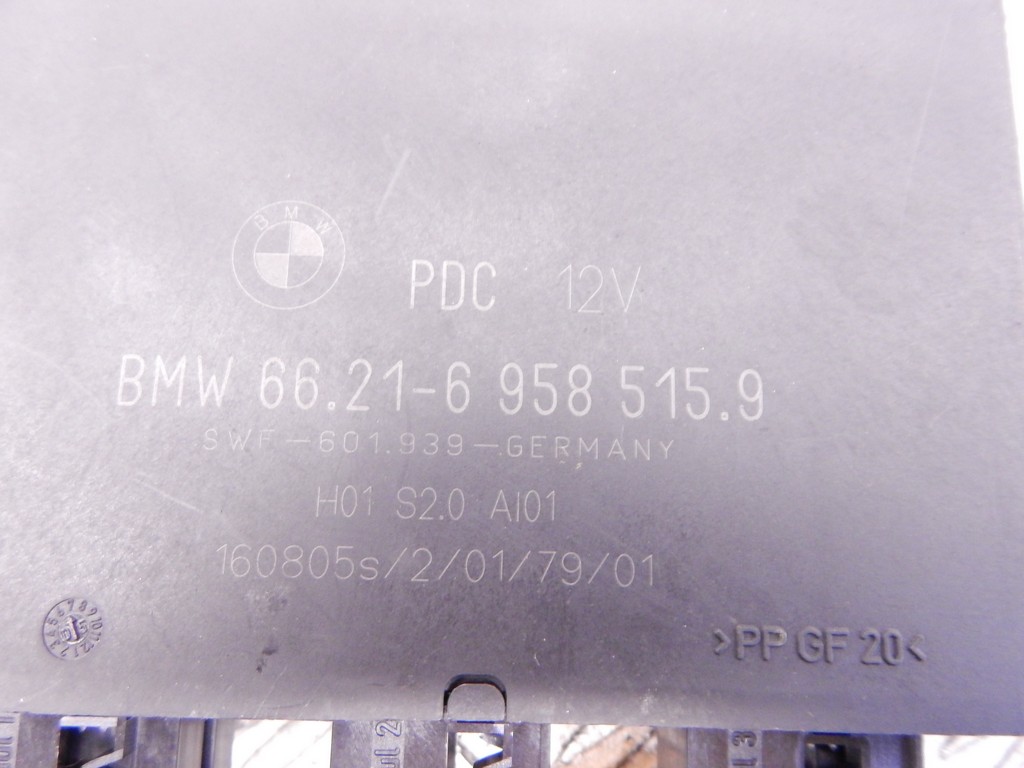 BMW
PDC 12V
BMW 66.21-6 958 515.9
SWF-601.939-GERMANY
H01 S2.0 AI01
160805s/2/01/79/01
>PP GF 20<